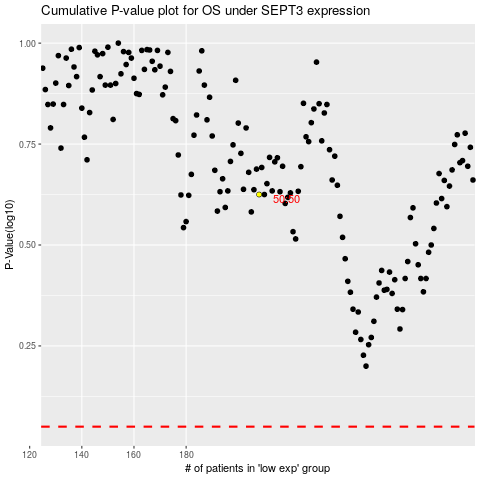 Cumulative P-value plot for OS under SEPT3 expression
P-Value(log10)
1.00
0.75
0.50
0.25
50:50
120 140 160 180
# of patients in 'low exp' group